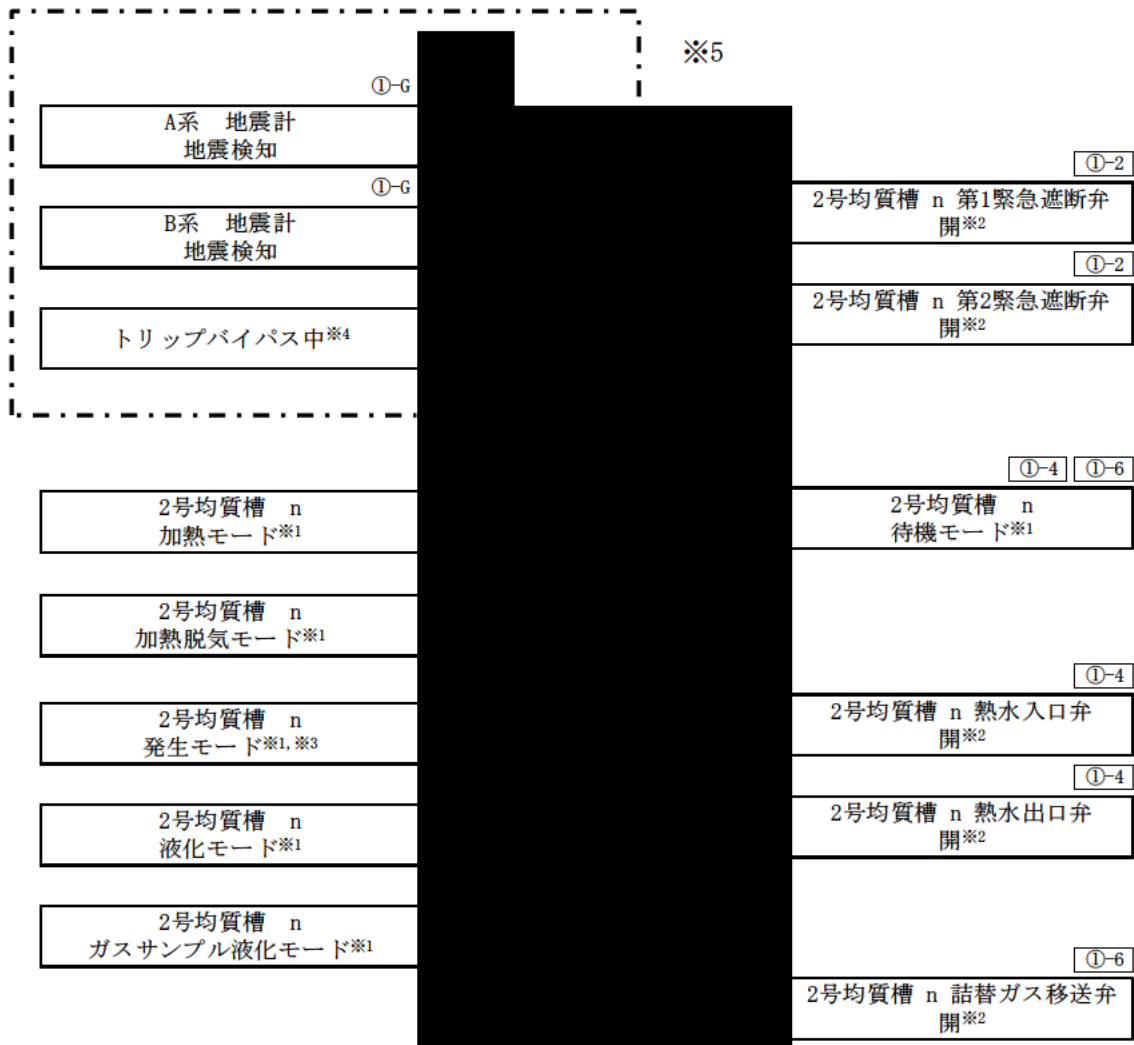 ※5
①-G
A系　地震計
地震検知
①-G
B系　地震計
地震検知
トリップバイパス中※4
2号均質槽　n
加熱モード※1
2号均質槽　n
加熱脱気モード※1
2号均質槽　n
発生モード※1,※3
2号均質槽　n
液化モード※1
2号均質槽　n
ガスサンプル液化モード※1
①-2
2号均質槽 n 第1緊急遮断弁
開※2
①-2
2号均質槽 n 第2緊急遮断弁
開※2
①-4 ①-6
2号均質槽　n
待機モード※1
①-4
2号均質槽 n 熱水入口弁
開※2
①-4
2号均質槽 n 熱水出口弁
開※2
①-6
2号均質槽 n 詰替ガス移送弁
開※2